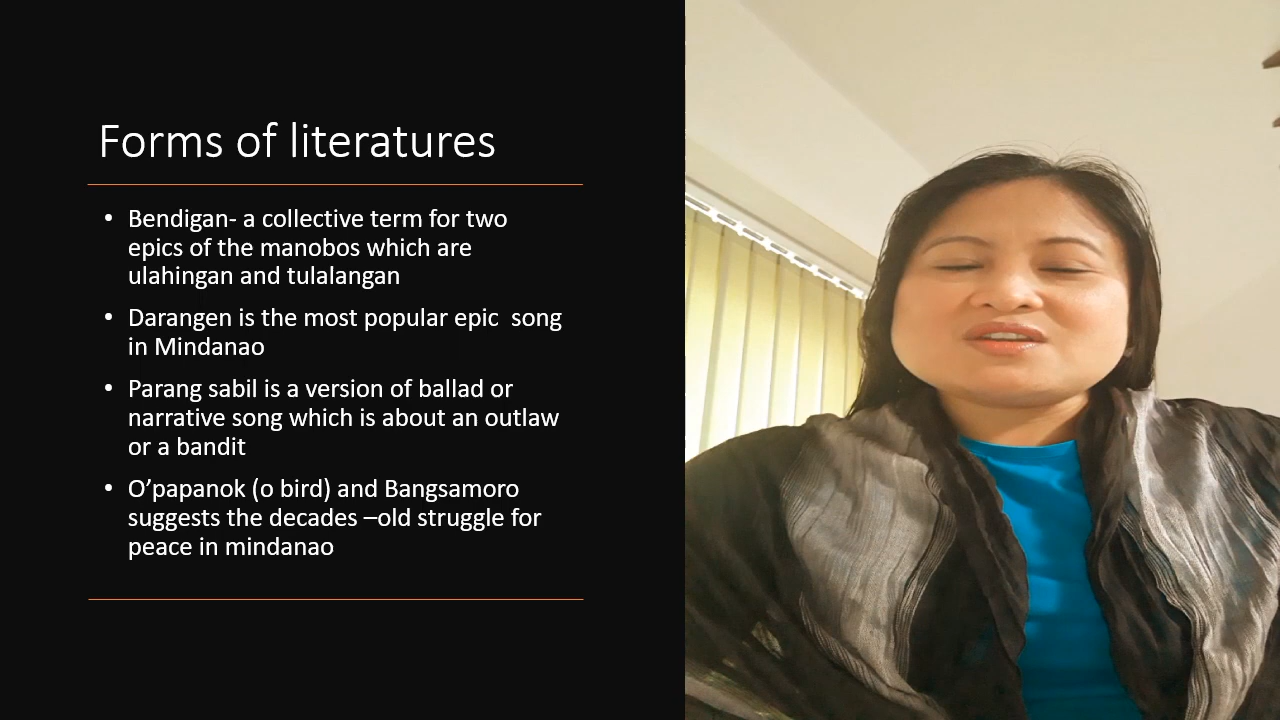 Forms of literatures
• Bendigan- a collective term for two
epics of the manobos which are
ulahingan and tulalangan
• Darangen is the most popular epic  song
in Mindanao
• Parang sabil is a version of ballad or
narrative song which is about an outlaw
or a bandit
• O’papanok (o bird) and Bangsamoro
suggests the decades –old struggle for
peace in mindanao